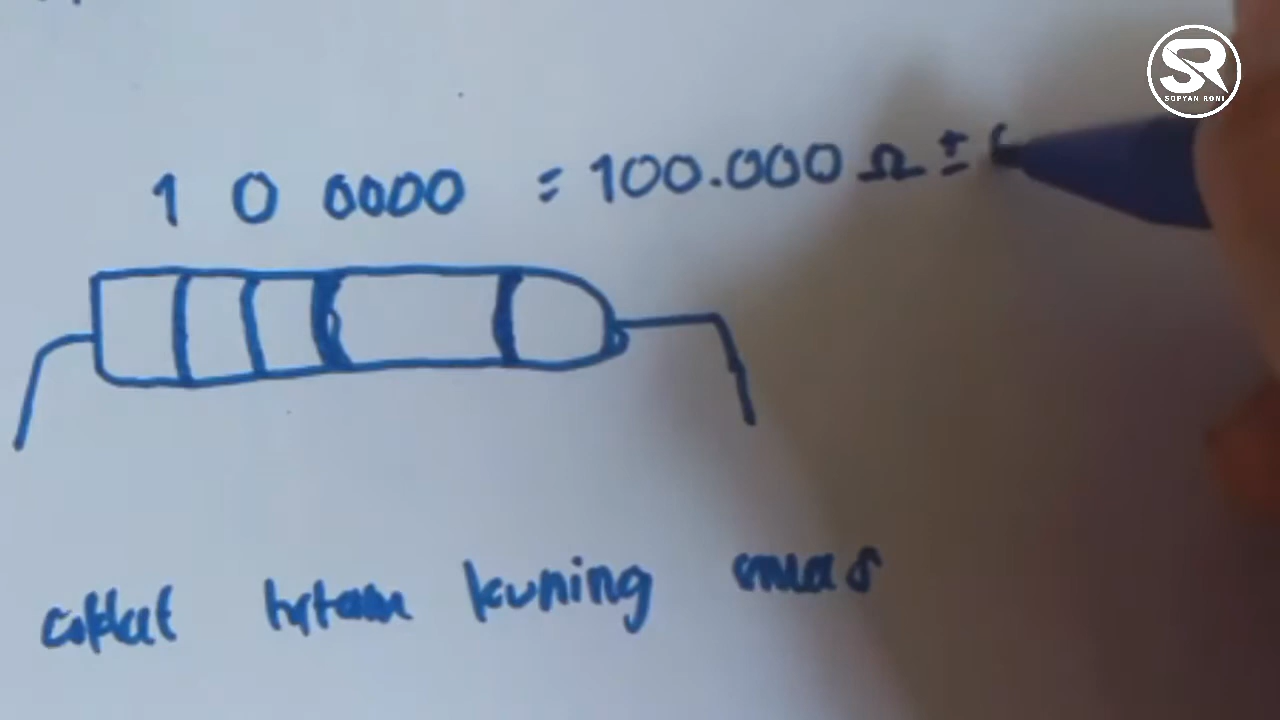 SR
SOPYAN RONI
1 0 0000 = 100.000 Ω ±
coklat hitam kuning emas